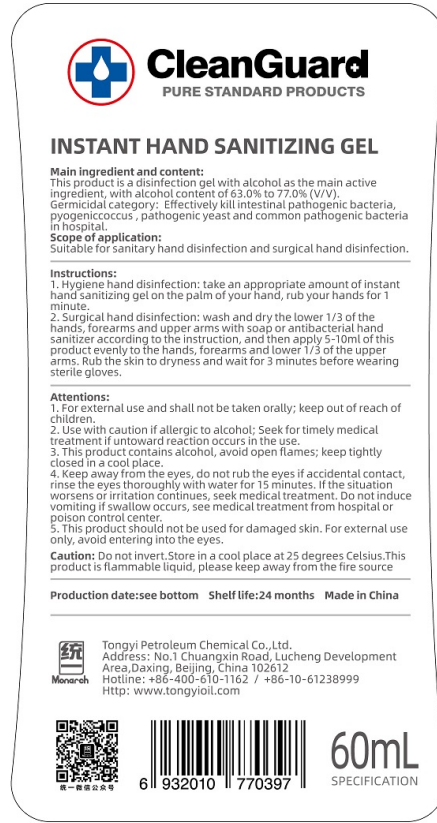 CleanGuard
PURE STANDARD PRODUCTS
INSTANT HAND SANITIZING GEL
Main ingredient and content:
This product is a disinfection gel with alcohol as the main active
ingredient, with alcohol content of 63.0% to 77.0% (V/V).
Germicidal category: Effectively kill intestinal pathogenic bacteria,
pyogeniccoccus , pathogenic yeast and common pathogenic bacteria
in hospital.
Scope of application:
Suitable for sanitary hand disinfection and surgical hand disinfection.
Instructions:
1. Hygiene hand disinfection: take an appropriate amount of instant
hand sanitizing gel on the palm of your hand, rub your hands for 1
minute.
2. Surgical hand disinfection: wash and dry the lower 1/3 of the
hands, forearms and upper arms with soap or antibacterial hand
sanitizer according to the instruction, and then apply 5-10ml of this
product evenly to the hands, forearms and lower 1/3 of the upper
arms. Rub the skin to dryness and wait for 3 minutes before wearing
sterile gloves.
Attentions:
1. For external use and shall not be taken orally; keep out of reach of
children.
2. Use with caution if allergic to alcohol; Seek for timely medical
treatment if untoward reaction occurs in the use.
3. This product contains alcohol, avoid open flames; keep tightly
closed in a cool place.
4. Keep away from the eyes, do not rub the eyes if accidental contact,
rinse the eyes thoroughly with water for 15 minutes. If the situation
worsens or irritation continues, seek medical treatment. Do not induce
vomiting if swallow occurs, see medical treatment from hospital or
poison control center.
5. This product should not be used for damaged skin. For external use
only, avoid entering into the eyes.
Caution: Do not invert.Store in a cool place at 25 degrees Celsius.This
product is flammable liquid, please keep away from the fire source
Production date:see bottom Shelf life:24 months Made in China
统
Monarch
Tongyi Petroleum Chemical Co.,Ltd.
Address: No.1 Chuangxin Road, Lucheng Development
Area,Daxing, Beijing, China 102612
Hotline: +86-400-610-1162 / +86-10-61238999
Http: www.tongyioil.com
统一微信公众号
6 932010 770397
60mL
SPECIFICATION